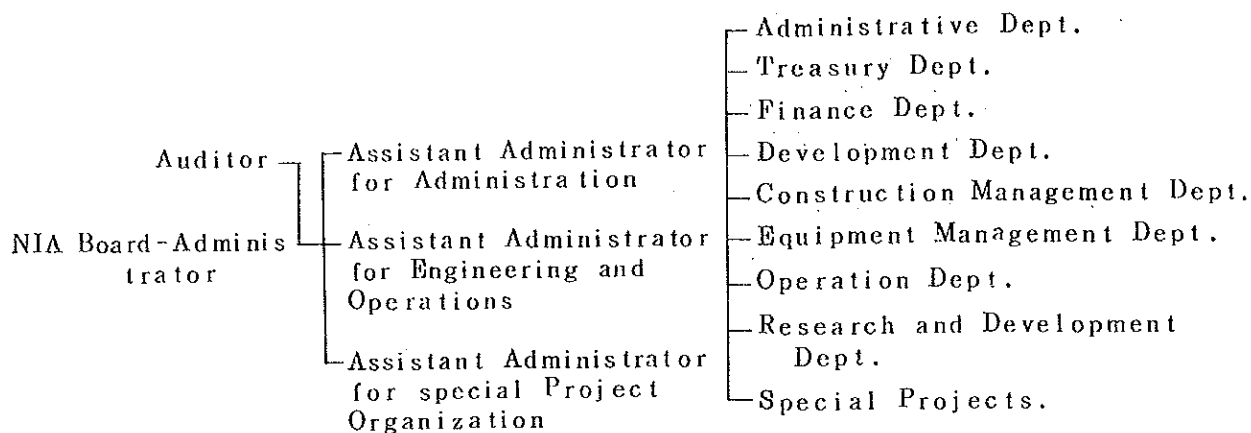 Auditor
NIA Board-Adminis
trator
Assistant Administrator
for Administration
Assistant Administrator
for Engineering and
Operations
Assistant Administrator
for special Project
Organization
Administrative Dept.
Treasury Dept.
Finance Dept.
Development Dept.
Construction Management Dept.
Equipment Management Dept.
Operation Dept.
Research and Development
Dept.
Special Projects.